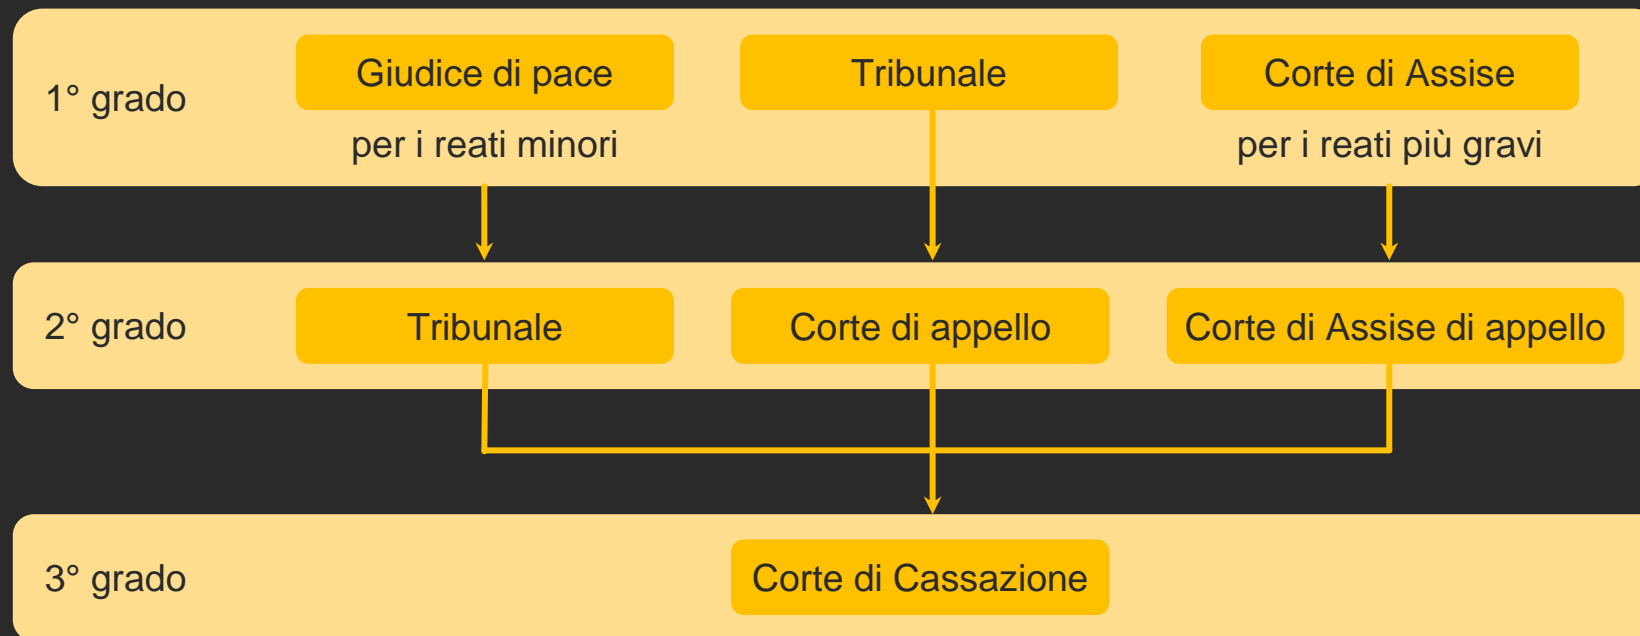 1° grado
Giudice di pace
per i reati minori
Tribunale
Corte di Assise
per i reati più gravi
2° grado
Tribunale
Corte di appello
Corte di Assise di appello
3° grado
Corte di Cassazione